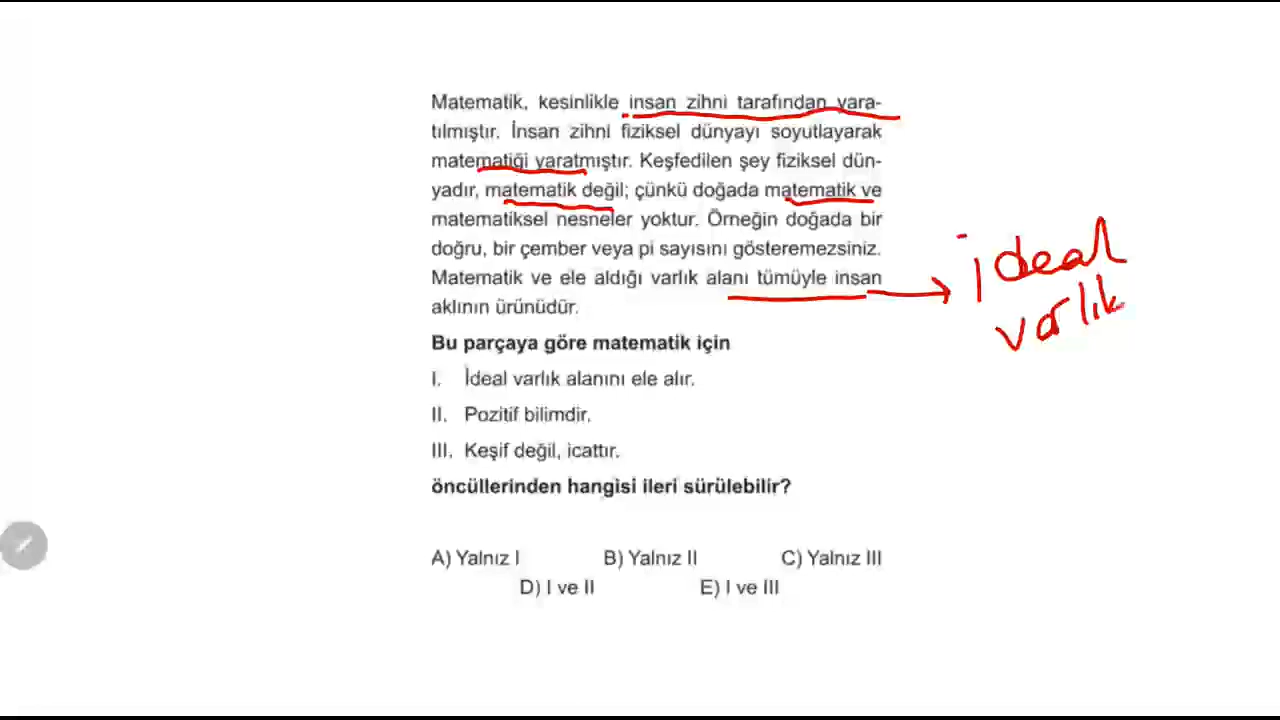 Matematik, kesinlikle insan zihni tarafından yara-
tılmıştır. İnsan zihni fiziksel dünyayı soyutlayarak
matematiği yaratmıştır. Keşfedilen şey fiziksel dün-
yadır, matematik değil; çünkü doğada matematik ve
matematiksel nesneler yoktur. Örneğin doğada bir
doğru, bir çember veya pi sayısını gösteremezsiniz.
Matematik ve ele aldığı varlık alanı tümüyle insan
aklının ürünüdür.
ideal
varlık
Bu parçaya göre matematik için
I. İdeal varlık alanını ele alır.
II. Pozitif bilimdir.
III. Keşif değil, icattır.
öncüllerinden hangisi ileri sürülebilir?
A) Yalnız I B) Yalnız II C) Yalnız III
D) I ve II E) I ve III